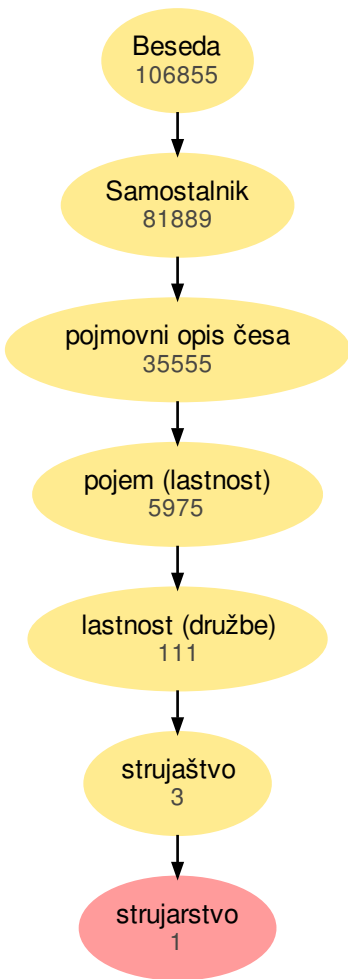 Beseda
106855
Samostalnik
81889
pojmovni opis česa
35555
pojem (lastnost)
5975
lastnost (družbe)
111
strujaštvo
3
strujarstvo
1